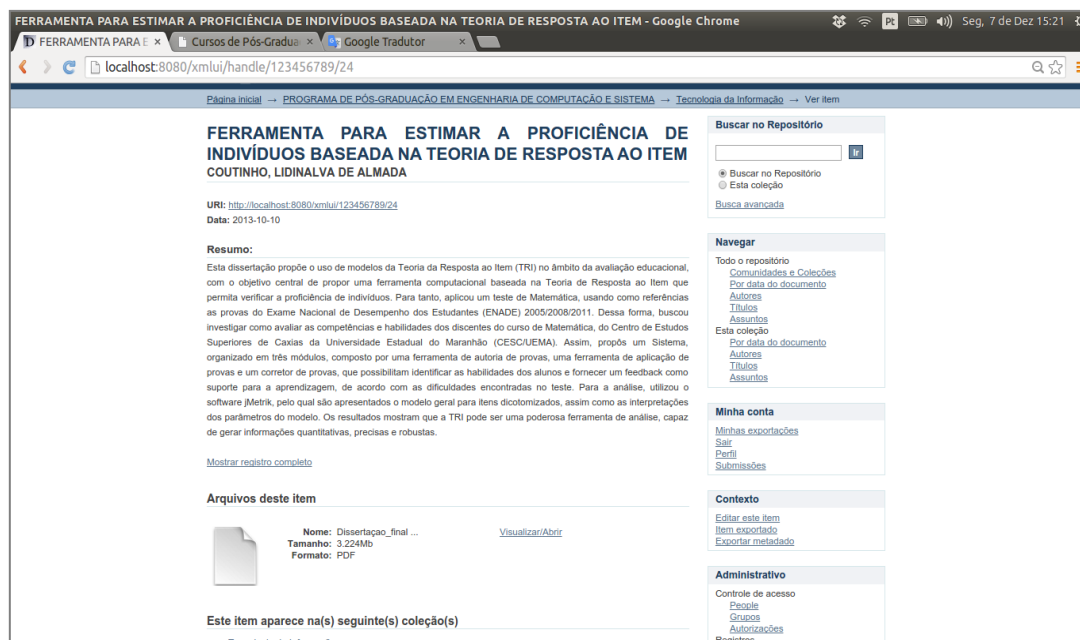 FERRAMENTA PARA ESTIMAR A PROFICIÊNCIA DE INDIVÍDUOS BASEADA NA TEORIA DE RESPOSTA AO ITEM - Google Chrome
Pt
Seg, 7 de Dez 15:21
FERRAMENTA PARA E
Cursos de Pós-Gradua
Google Tradutor
localhost:8080/xmlui/handle/123456789/24
Página inicial → PROGRAMA DE PÓS-GRADUAÇÃO EM ENGENHARIA DE COMPUTAÇÃO E SISTEMA → Tecnologia da Informação → Ver item
FERRAMENTA PARA ESTIMAR A PROFICIÊNCIA DE
INDIVÍDUOS BASEADA NA TEORIA DE RESPOSTA AO ITEM
COUTINHO, LIDINALVA DE ALMADA
URI: http://localhost:8080/xmlui/123456789/24
Data: 2013-10-10
Resumo:
Esta dissertação propõe o uso de modelos da Teoria da Resposta ao Item (TRI) no âmbito da avaliação educacional,
com o objetivo central de propor uma ferramenta computacional baseada na Teoria de Resposta ao Item que
permita verificar a proficiência de indivíduos. Para tanto, aplicou um teste de Matemática, usando como referências
as provas do Exame Nacional de Desempenho dos Estudantes (ENADE) 2005/2008/2011. Dessa forma, buscou
investigar como avaliar as competências e habilidades dos discentes do curso de Matemática, do Centro de Estudos
Superiores de Caxias da Universidade Estadual do Maranhão (CESC/UEMA). Assim, propôs um Sistema,
organizado em três módulos, composto por uma ferramenta de autoria de provas, uma ferramenta de aplicação de
provas e um corretor de provas, que possibilitam identificar as habilidades dos alunos e fornecer um feedback como
suporte para a aprendizagem, de acordo com as dificuldades encontradas no teste. Para a análise, utilizou o
software jMetrik, pelo qual são apresentados o modelo geral para itens dicotomizados, assim como as interpretações
dos parâmetros do modelo. Os resultados mostram que a TRI pode ser uma poderosa ferramenta de análise, capaz
de gerar informações quantitativas, precisas e robustas.
Mostrar registro completo
Arquivos deste item
Nome: Dissertaçao_final ...
Visualizar/Abrir
Tamanho: 3.224Mb
Formato: PDF
Este item aparece na(s) seguinte(s) coleção(s)
Buscar no Repositório
Ir
Buscar no Repositório
Esta coleção
Busca avançada
Navegar
Todo o repositório
Comunidades e Coleções
Por data do documento
Autores
Títulos
Assuntos
Esta coleção
Por data do documento
Autores
Títulos
Assuntos
Minha conta
Minhas exportações
Sair
Perfil
Submissões
Contexto
Editar este item
Item exportado
Exportar metadado
Administrativo
Controle de acesso
People
Grupos
Autorizações
Registros